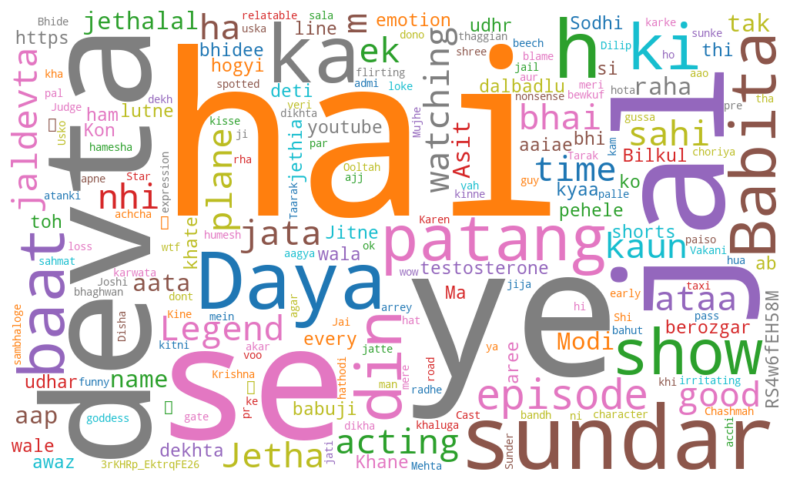 hai
ye
se
devta
jal
sundar
Daya
Babita
patang
show
ka
h
ki
din
baat
jaldevta
plane
episode
acting
kaun
time
sahi
bhai
good
ataa
nhi
jata
Legend
Jetha
watching
jethalal
ha
ek
m
emotion
line
https
bhidee
hogyi
udhr
Sodhi
thi
tak
si
raha
dalbadlu
deti
youtube
jethia
lutne
ham
Kon
toh
aata
khate
Jitne
wala
testosterone
Asit
aaiae
bhi
kyaa
pehele
Bilkul
ko
shorts
ab
Modi
berozgar
RS4w6fEH58M
Ma
every
paree
babuji
Khane
udhar
name
aap
wale
awaz
dekhta
3rKHRp_EktrqFE26
Bhide
kha
pal
Judge
Usko
hamesha
dekh
Star
atanki
apne
loss
sahmat
karwata
Joshi
bhaghwan
sambhaloge
Kine
Disha
kitni
funny
goddess
pr
ke
gate
Krishna
akar
voo
hathodi
jati
dikha
Jai
agar
mein
arrey
jija
hat
man
mere
radhe
jatte
road
khaluga
Mehta
Sunder
Cast
bandh
ni
character
Shi
ya
hi
early
taxi
pass
bahut
khi
irritating
Chashmah
acchi
hua
Vakani
paiso
palle
kam
Tarak
guy
choriya
gussa
tha
pre
hota
aao
sunke
ho
Dilip
karke
dono
sala
relatable
uska
thaggian
shree
beech
jail
blame
aur
meri
nonsense
bewkuf
Mujhe
loke
admi
flirting
spotted
dikhta
yeri
kisse
ji
par
Ooltah
rha
ajj
Taarak
yah
kinne
ok
aagya
humesh
wow
Karen
dont
wtf
achcha
expression